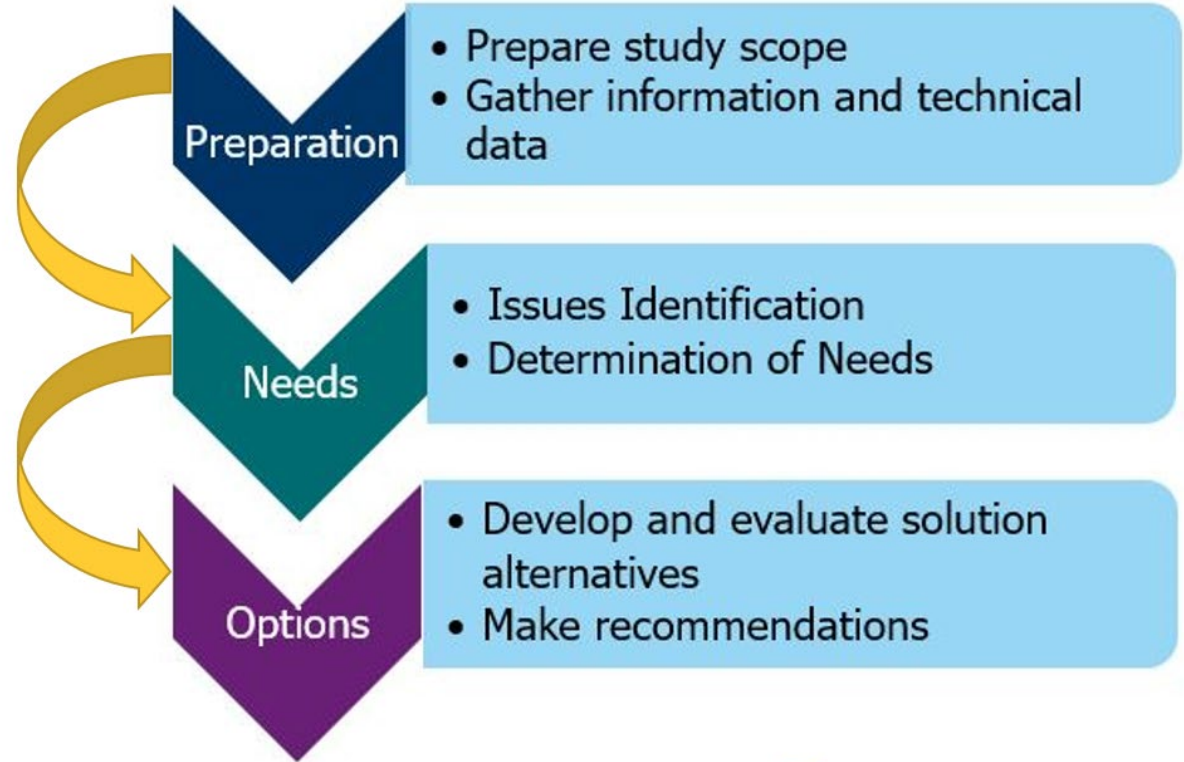 Preparation
• Prepare study scope
• Gather information and technical
data
Needs
• Issues Identification
• Determination of Needs
Options
• Develop and evaluate solution
alternatives
• Make recommendations